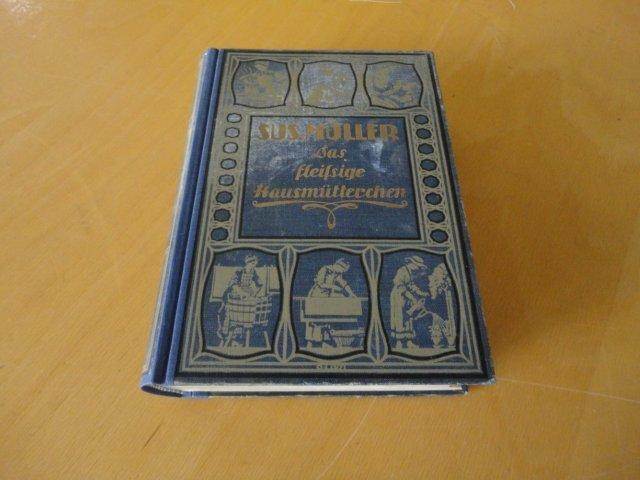 SUS. MÜLLER
Das
fleißige
Hausmütterchen